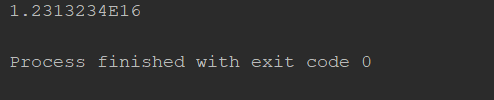 1.2313234E16
Process finished with exit code 0